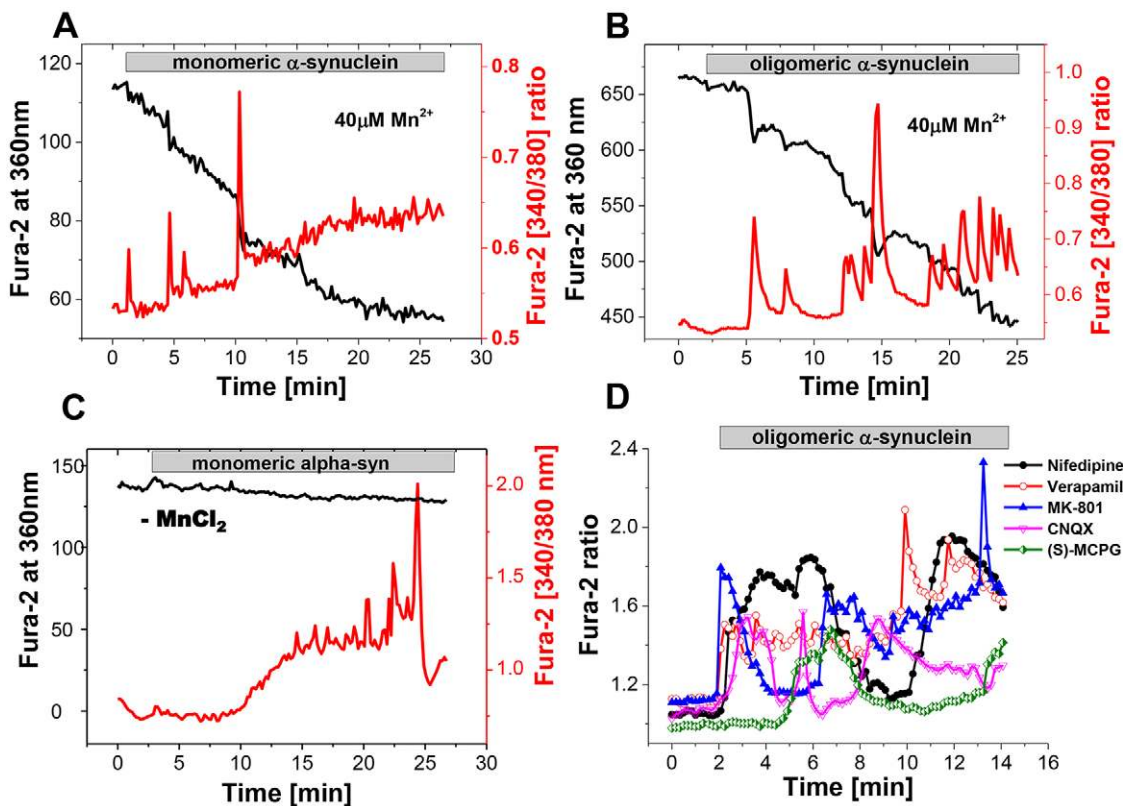 A
monomeric α-synuclein
40μM Mn²⁺
Fura-2 at 360nm
120
100
80
60
Fura-2 [340/380] ratio
0.8
0.7
0.6
0.5
0 5 10 15 20 25 30
Time [min]
B
oligomeric α-synuclein
40μM Mn²⁺
Fura-2 at 360 nm
650
600
550
500
450
Fura-2 [340/380] ratio
1.0
0.9
0.8
0.7
0.6
0 5 10 15 20 25
Time [min]
C
monomeric alpha-syn
- MnCl₂
Fura-2 at 360nm
150
100
50
0
Fura-2 [340/380 nm]
2.0
1.5
1.0
0 5 10 15 20 25 30
Time [min]
D
oligomeric α-synuclein
Nifedipine
Verapamil
MK-801
CNQX
(S)-MCPG
Fura-2 ratio
2.4
2.0
1.6
1.2
0 2 4 6 8 10 12 14 16
Time [min]